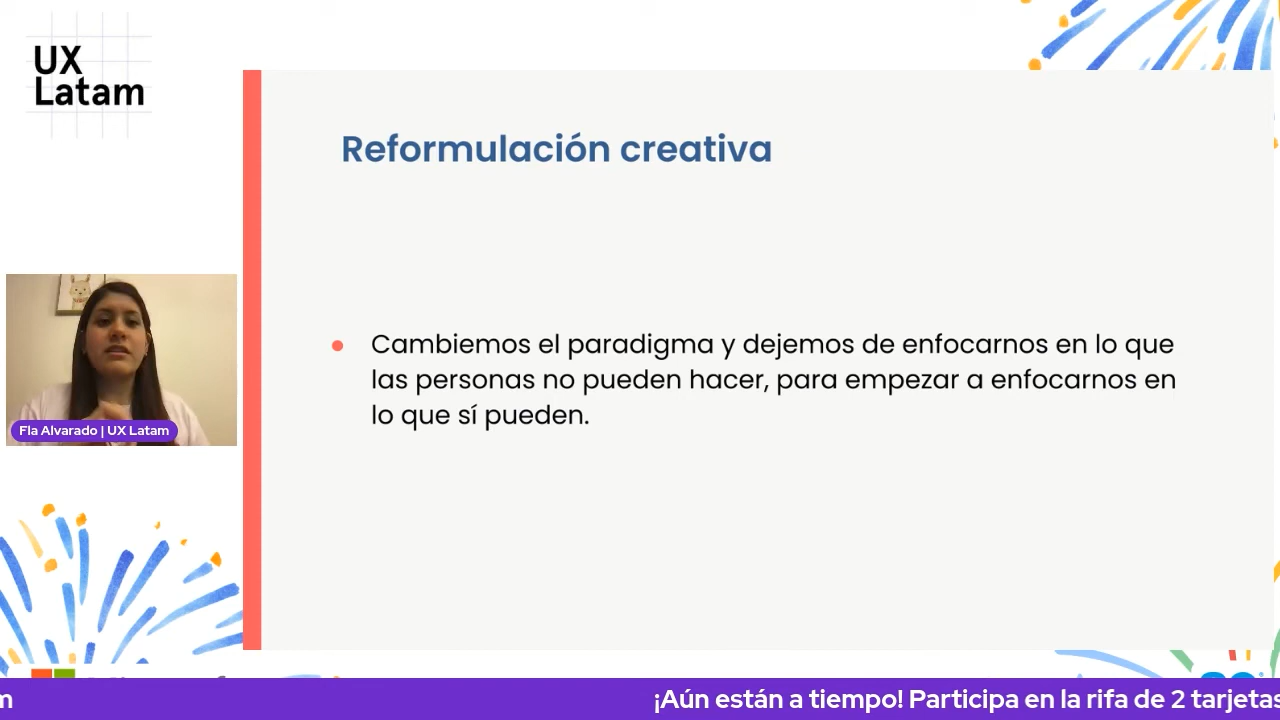 UX
Latam
Reformulación creativa
Cambiemos el paradigma y dejemos de enfocarnos en lo que
las personas no pueden hacer, para empezar a enfocarnos en
lo que sí pueden.
Fla Alvarado | UX Latam
¡Aún están a tiempo! Participa en la rifa de 2 tarjetas